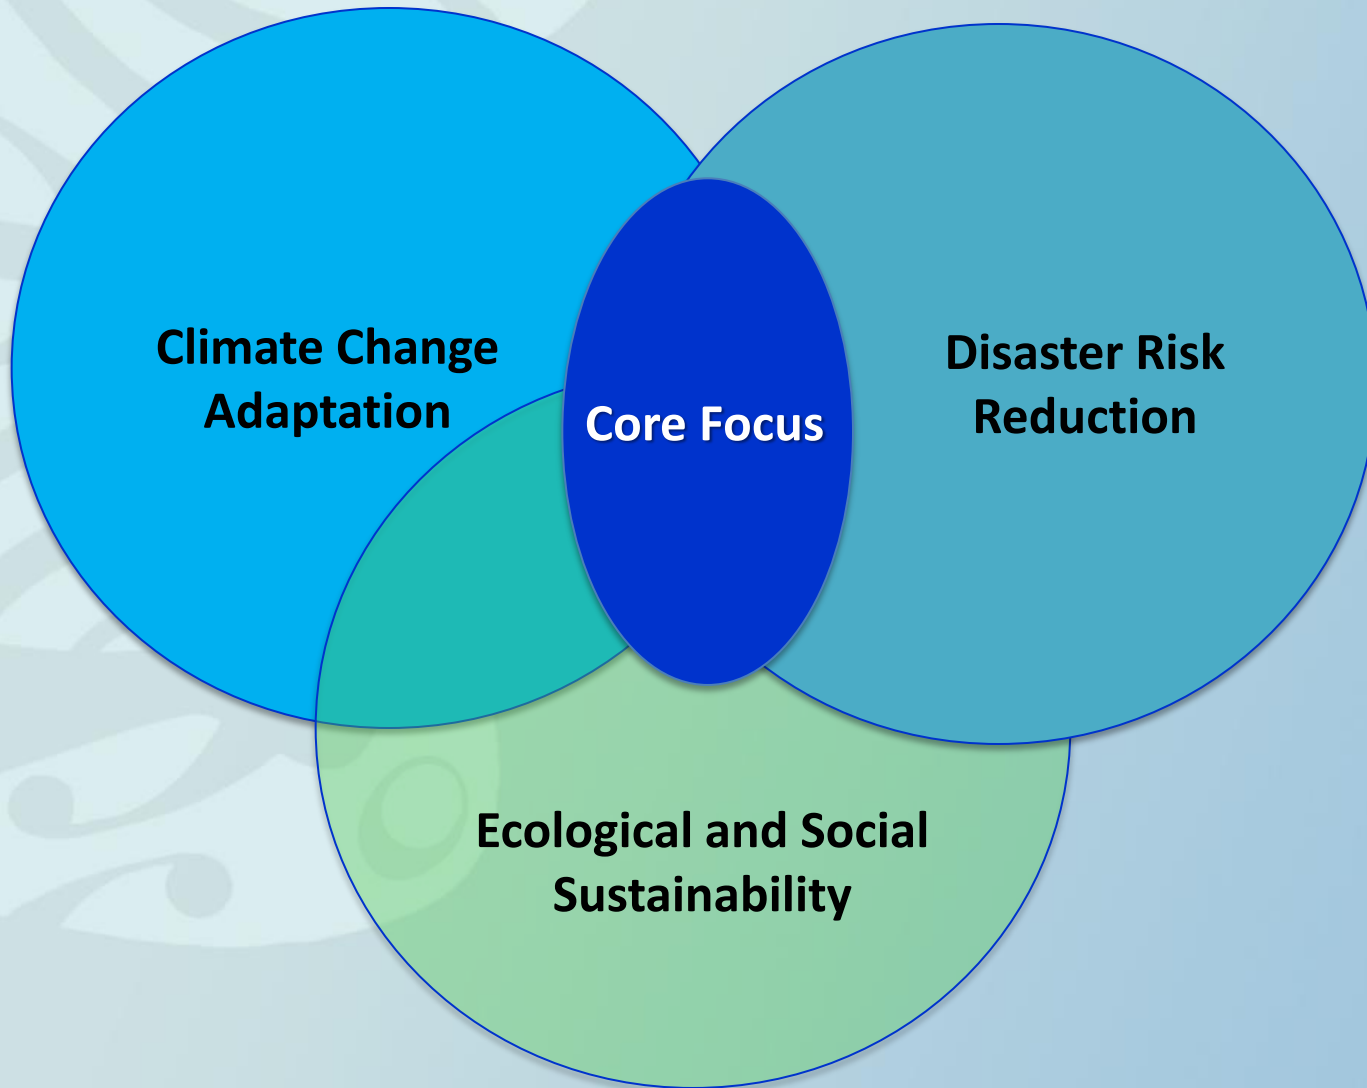 Climate Change
Adaptation
Disaster Risk
Reduction
Core Focus
Ecological and Social
Sustainability